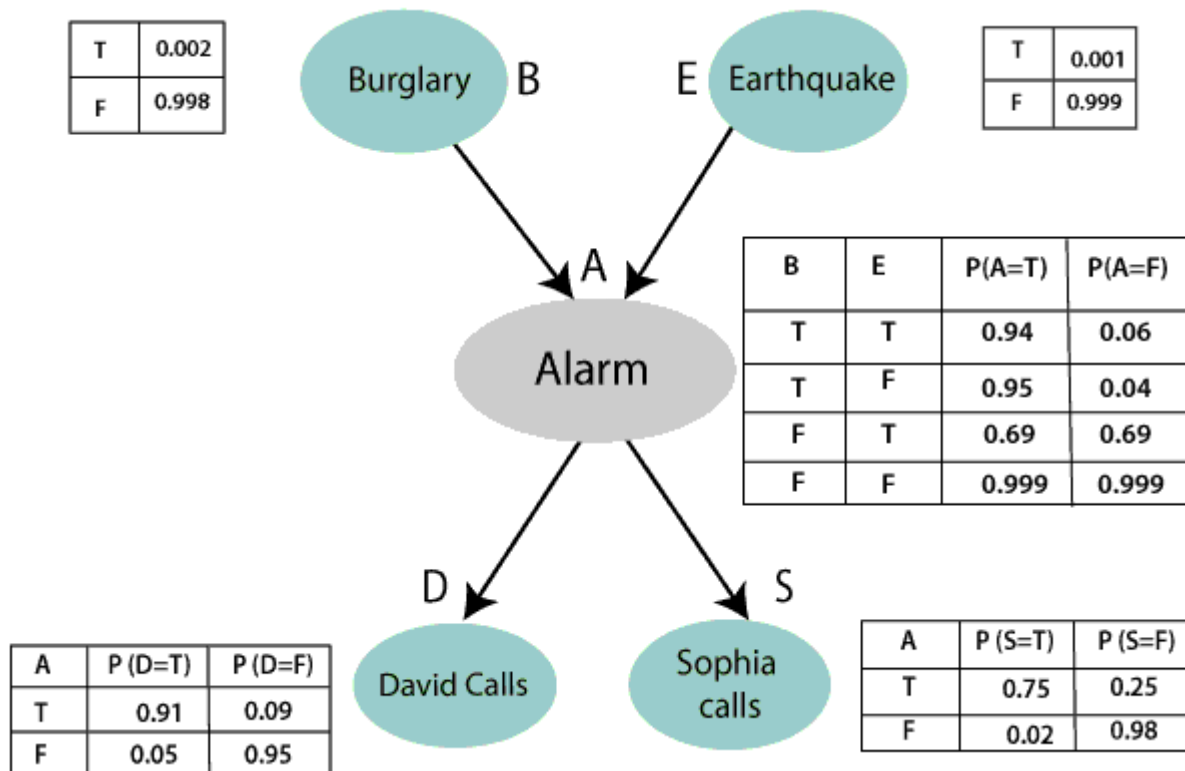 T 0.002
F 0.998
Burglary B
E Earthquake
T 0.001
F 0.999
A
Alarm
B E P(A=T) P(A=F)
T T 0.94 0.06
T F 0.95 0.04
F T 0.69 0.69
F F 0.999 0.999
D
S
A P (D=T) P (D=F)
T 0.91 0.09
F 0.05 0.95
David Calls
Sophia
calls
A P (S=T) P (S=F)
T 0.75 0.25
F 0.02 0.98